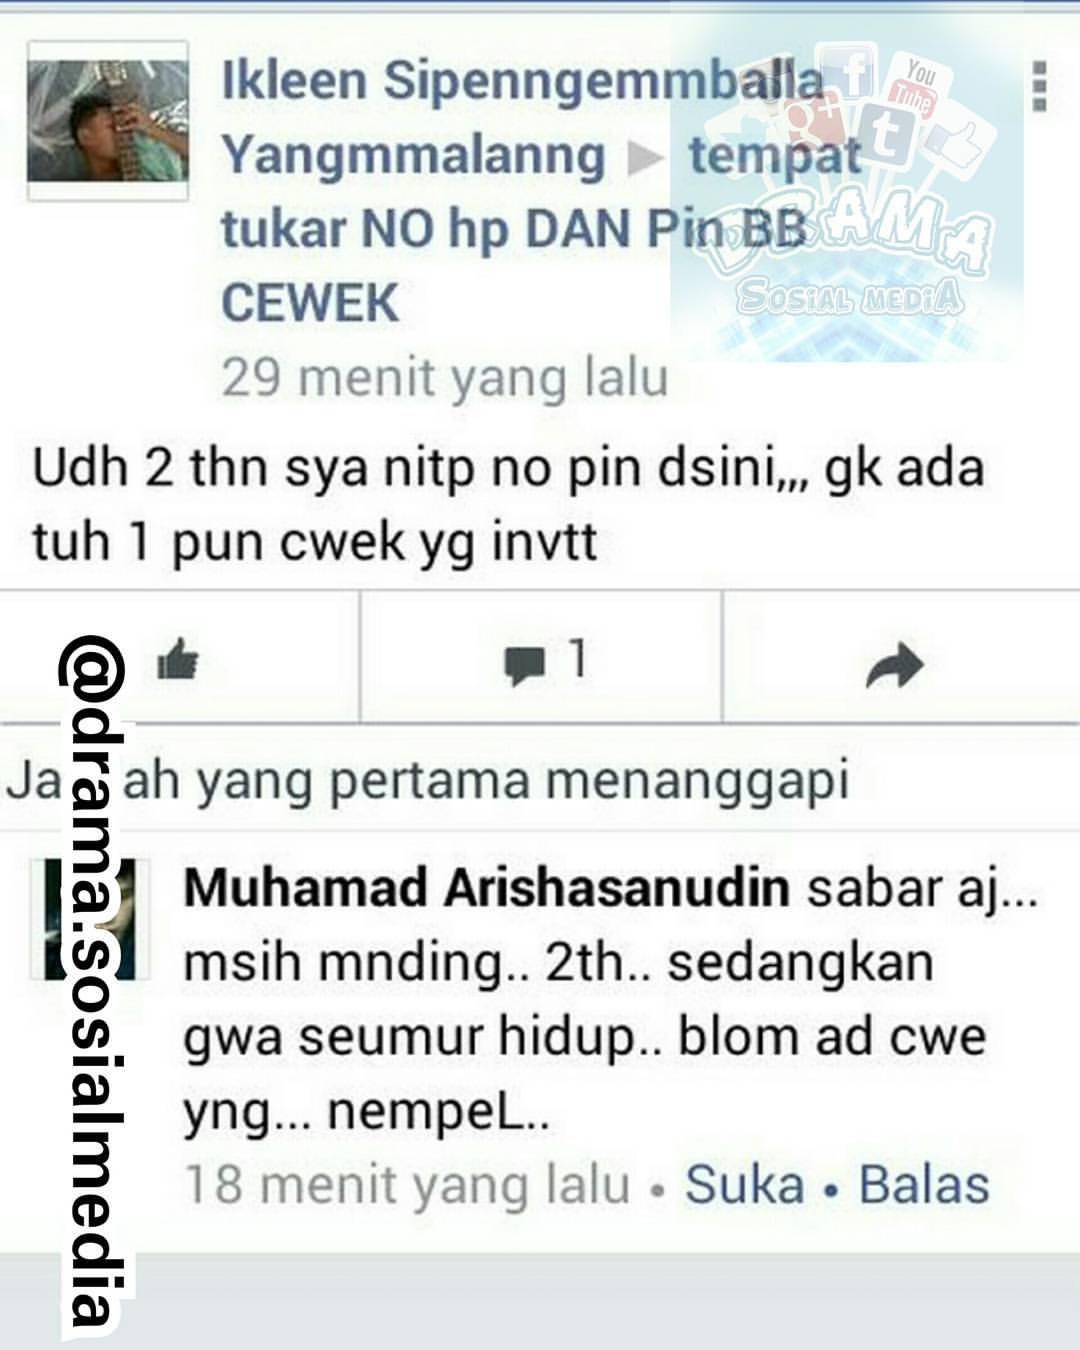 Ikleen Sipenngemmballa
Yangmmalanng ▶ tempat
tukar NO hp DAN Pin BB
CEWEK
29 menit yang lalu
f
You
Tube
g+
t
DRAMA
SOSIAL MEDIA
Udh 2 thn sya nitp no pin dsini,,, gk ada
tuh 1 pun cwek yg invtt
1
yang pertama menanggapi
Muhamad Arishasanudin sabar aj...
msih mnding.. 2th.. sedangkan
gwa seumur hidup.. blom ad cwe
yng... nempeL..
18 menit yang lalu • Suka • Balas
@drama.sosialmedia